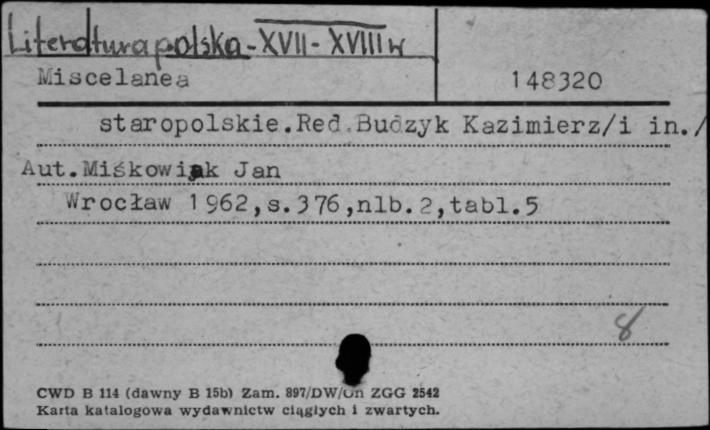 Literatura polska - XVII - XVIII w
Miscelanea 148320
staropolskie.Red.Budzyk Kazimierz/i in./
Aut.Miśkowiak Jan
Wrocław 1962,s.376,nlb.2,tabl.5
8
CWD B 114 (dawny B 15b) Zam. 897/DW/Un ZGG 2542
Karta katalogowa wydawnictw ciągłych i zwartych.